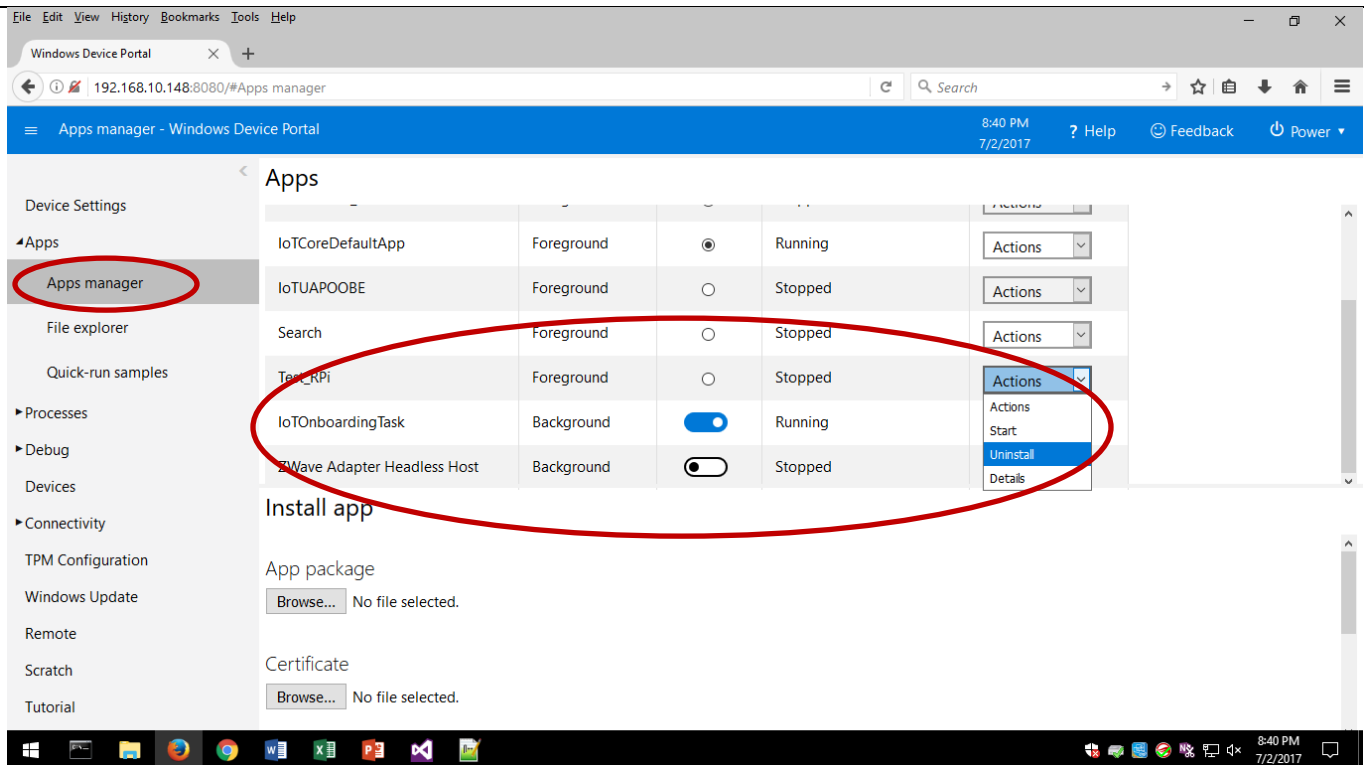 File Edit View History Bookmarks Tools Help
Windows Device Portal
192.168.10.148:8080/#Apps manager
Search
Apps manager - Windows Device Portal
8:40 PM
7/2/2017
? Help
Feedback
Power
Apps
Device Settings
Apps
Apps manager
File explorer
Quick-run samples
Processes
Debug
Devices
Connectivity
TPM Configuration
Windows Update
Remote
Scratch
Tutorial
Actions
IoTCoreDefaultApp Foreground Running Actions
IoTUAPOOBE Foreground Stopped Actions
Search Foreground Stopped Actions
Test_RPi Foreground Stopped Actions
IoTOnboardingTask Background Running
ZWave Adapter Headless Host Background Stopped
Actions
Start
Uninstall
Details
Install app
App package
Browse... No file selected.
Certificate
Browse... No file selected.
8:40 PM
7/2/2017